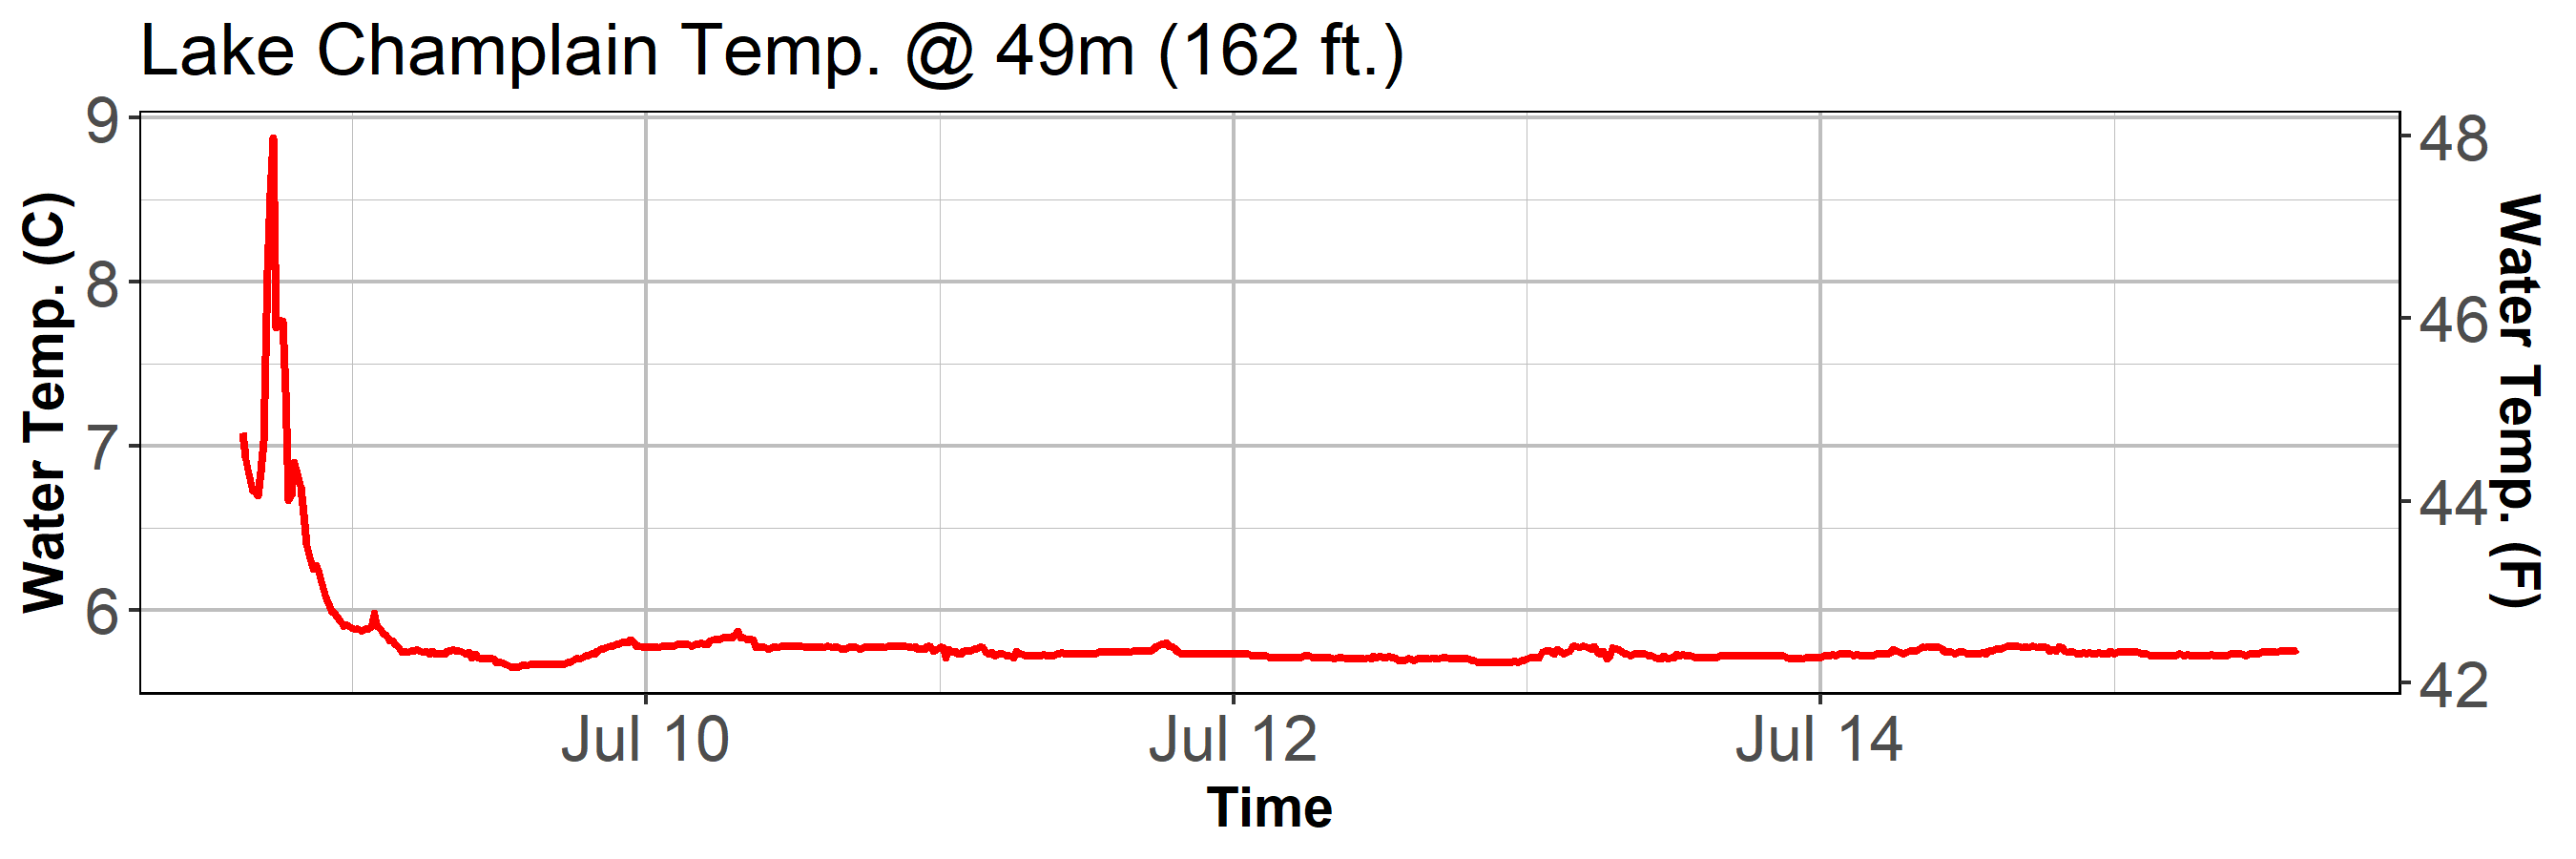 Lake Champlain Temp. @ 49m (162 ft.)
Water Temp. (C)
9
8
7
6
48
46
44
42
Water Temp. (F)
Jul 10 Jul 12 Jul 14
Time